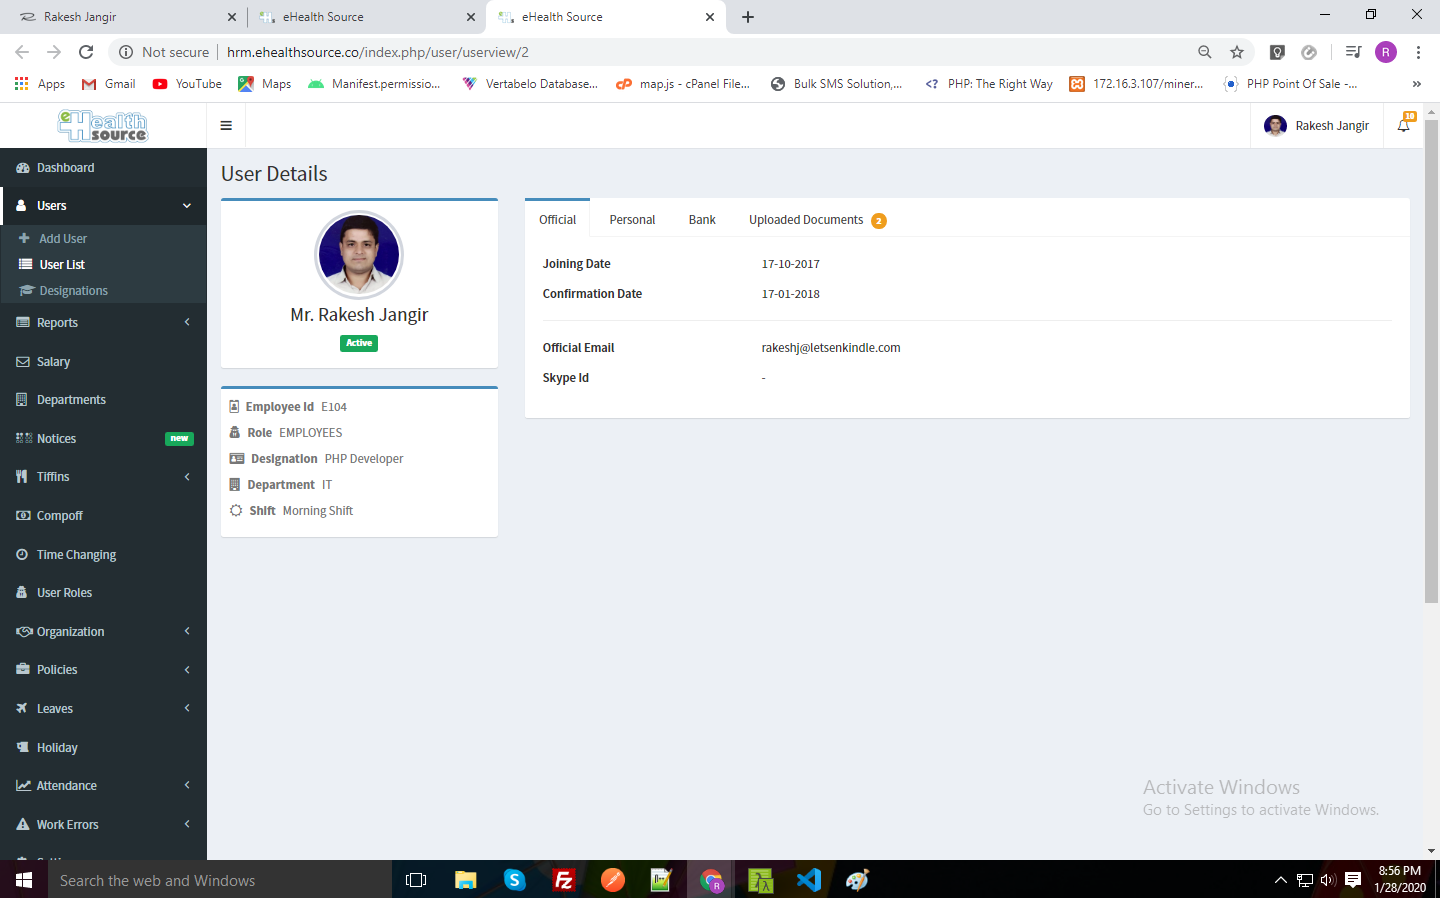 Rakesh Jangir
eHealth Source
eHealth Source
Not secure
hrm.ehealthsource.co/index.php/user/userview/2
R
Apps
Gmail
YouTube
Maps
Manifest.permissio...
Vertabelo Database...
map.js - cPanel File...
Bulk SMS Solution,...
PHP: The Right Way
172.16.3.107/miner...
PHP Point Of Sale -...
»
eHealth
source
Rakesh Jangir
10
Dashboard
Users
Add User
User List
Designations
Reports
Salary
Departments
Notices new
Tiffins
Compoff
Time Changing
User Roles
Organization
Policies
Leaves
Holiday
Attendance
Work Errors
User Details
Mr. Rakesh Jangir
Active
Employee Id E104
Role EMPLOYEES
Designation PHP Developer
Department IT
Shift Morning Shift
Official Personal Bank Uploaded Documents 2
Joining Date 17-10-2017
Confirmation Date 17-01-2018
Official Email rakeshj@letsenkindle.com
Skype Id -
Activate Windows
Go to Settings to activate Windows.
Search the web and Windows
8:56 PM
1/28/2020